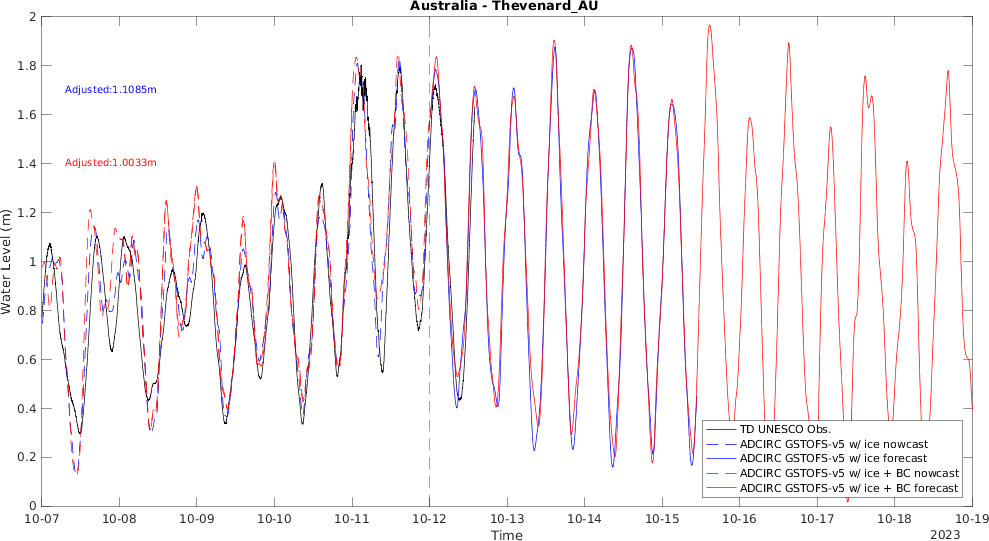 Australia - Thevenard_AU
2
1.8
1.6
1.4
1.2
1
0.8
0.6
0.4
0.2
0
Water Level (m)
Adjusted:1.1085m
Adjusted:1.0033m
TD UNESCO Obs.
ADCIRC GSTOFS-v5 w/ ice nowcast
ADCIRC GSTOFS-v5 w/ ice forecast
ADCIRC GSTOFS-v5 w/ ice + BC nowcast
ADCIRC GSTOFS-v5 w/ ice + BC forecast
10-07 10-08 10-09 10-10 10-11 10-12 10-13 10-14 10-15 10-16 10-17 10-18 10-19
Time
2023